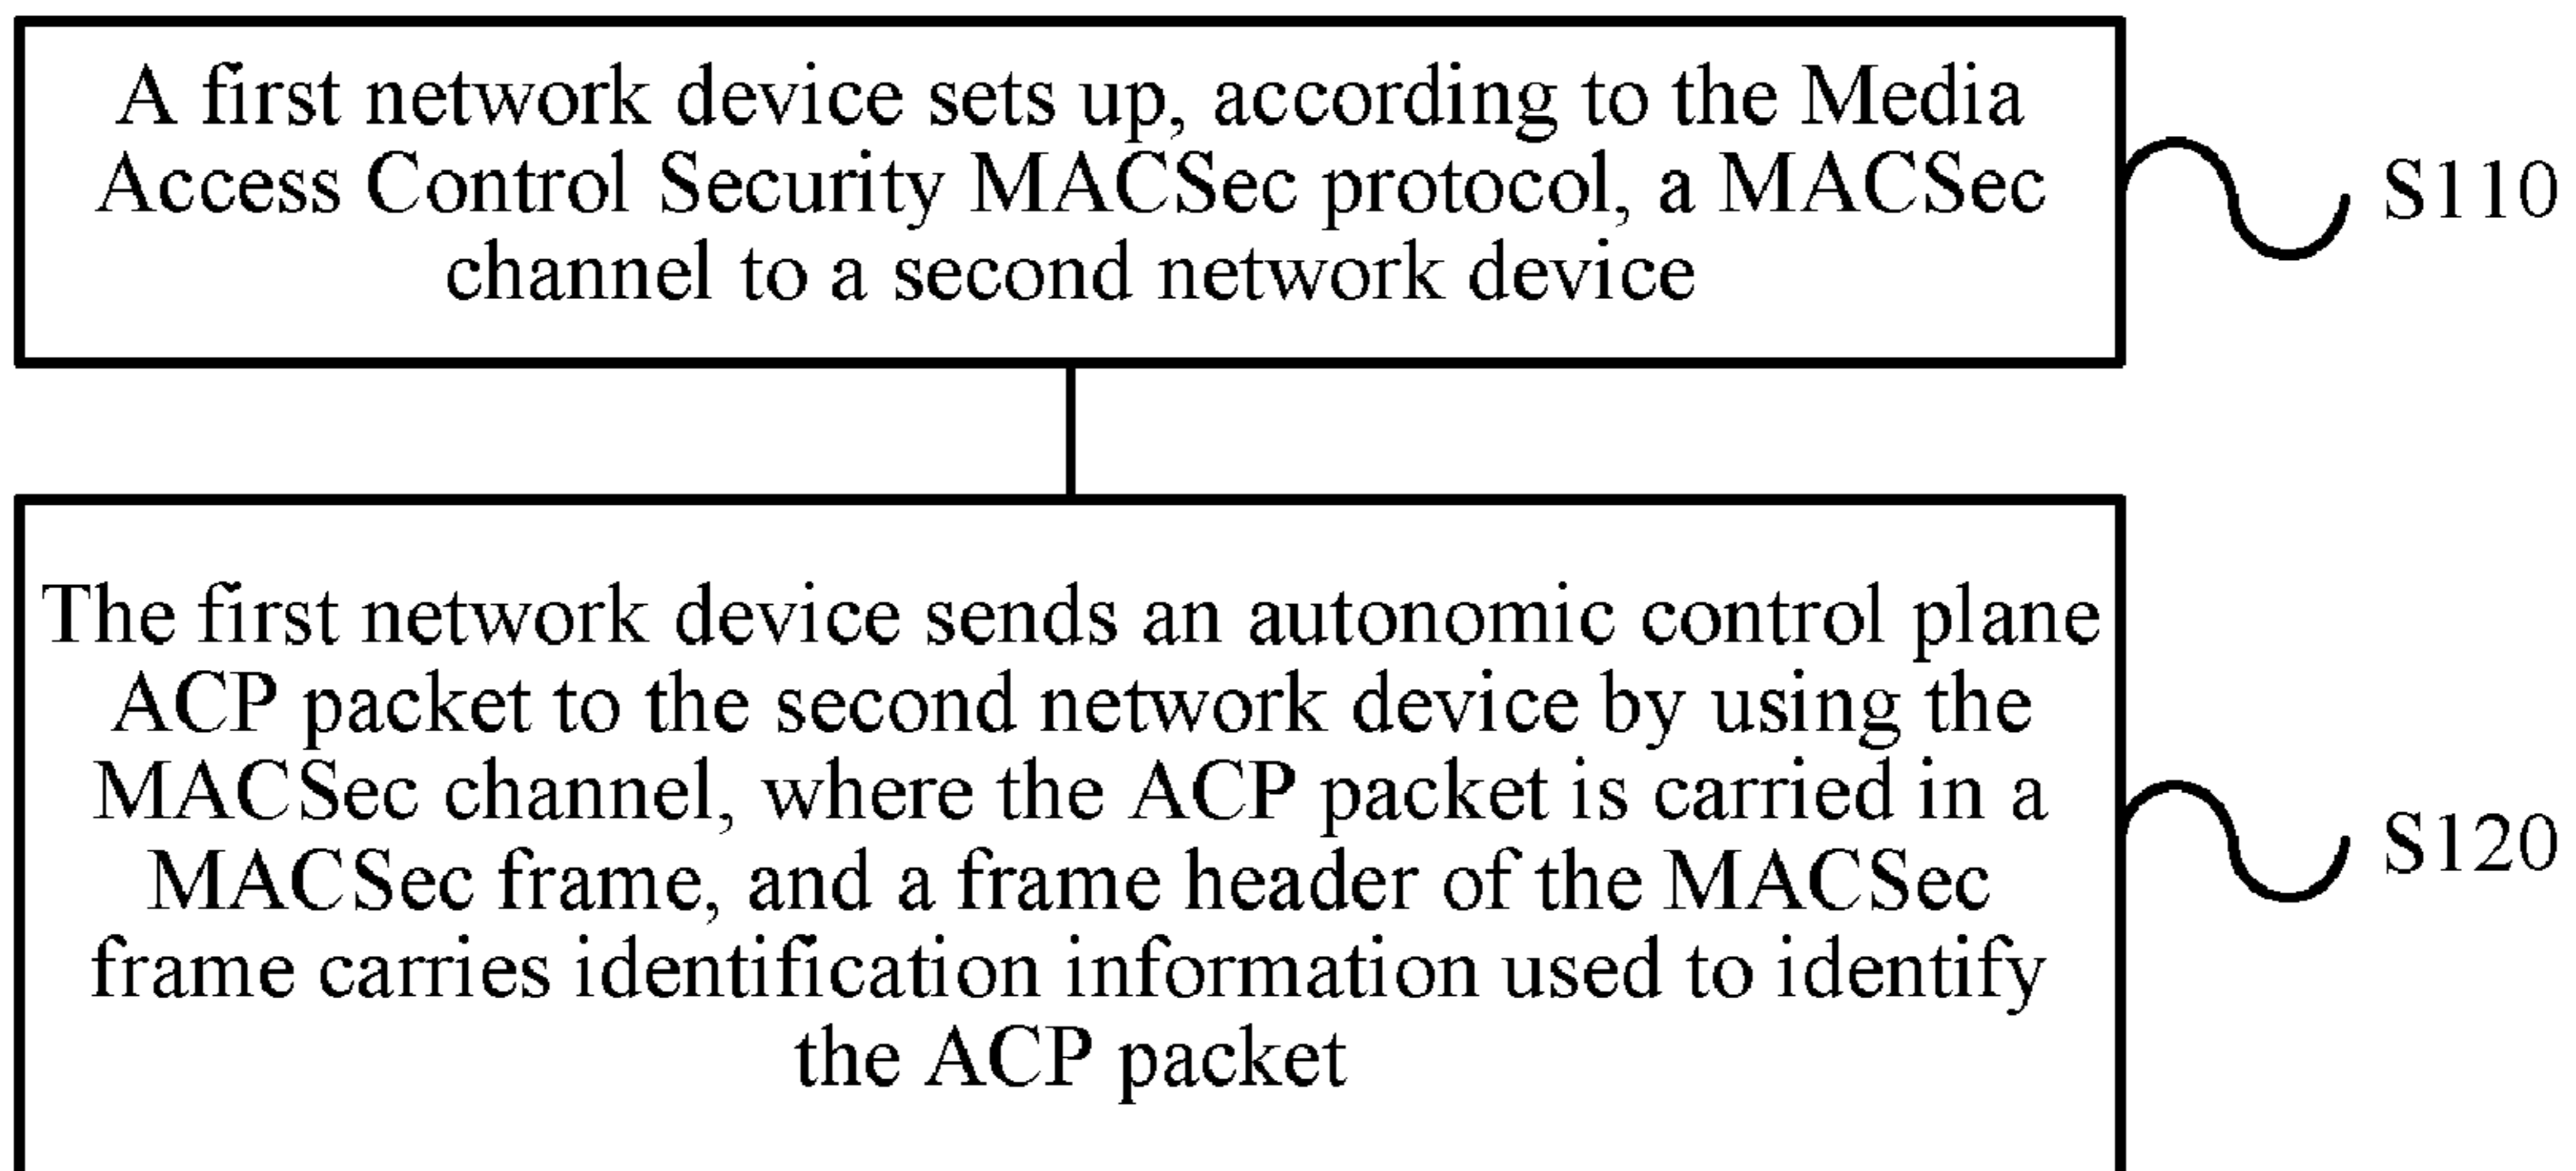 A first network device sets up, according to the Media
Access Control Security MACSec protocol, a MACSec
channel to a second network device
S110
The first network device sends an autonomic control plane
ACP packet to the second network device by using the
MACSec channel, where the ACP packet is carried in a
MACSec frame, and a frame header of the MACSec
frame carries identification information used to identify
the ACP packet
S120